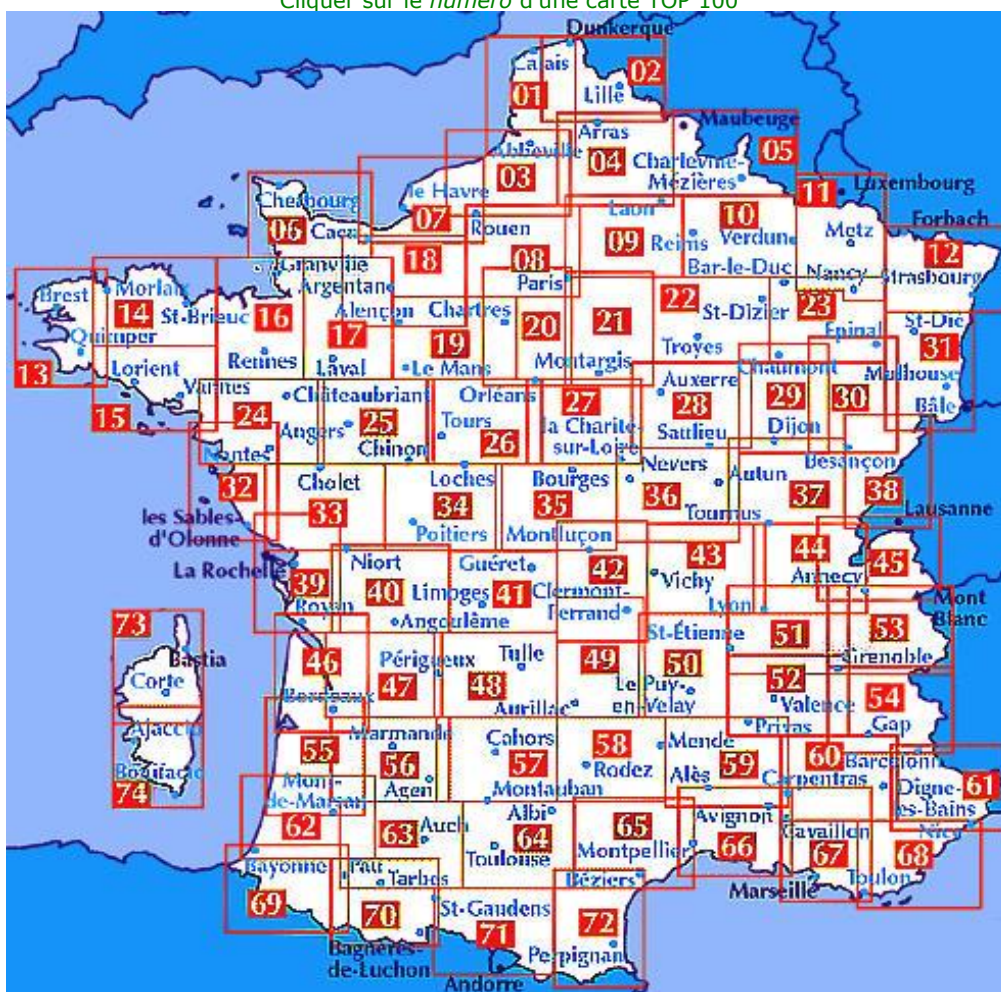 Cliquer sur le numéro d'une carte TOP 100
Dunkerque
Calais
02
01
Lille
Maubeuge
Arras
Abbeville
04
05
Charleville-
Mézières
03
11
Luxembourg
Cherbourg
le Havre
07
Laon
10
Forbach
06
Caen
Rouen
09
Reims
Verdun
Metz
12
18
08
Granville
Paris
Bar-le-Duc
Nancy
Strasbourg
Argentan
Brest
Morlaix
14
St-Brieuc
16
Alençon
Chartres
20
21
22
St-Dizier
23
St-Dié
17
Epinal
31
Quimper
19
Troyes
Rennes
Laval
Le Mans
Montargis
Chaumont
13
Lorient
Mulhouse
Vannes
Auxerre
29
30
Châteaubriant
Orléans
27
28
Bâle
15
24
25
Tours
la Charité-
sur-Loire
Angers
26
Saulieu
Dijon
Chinon
Nantes
Nevers
Besançon
Autun
32
Cholet
Loches
Bourges
36
37
38
33
34
35
Tournus
Lausanne
les Sables-
d'Olonne
Poitiers
Montluçon
44
45
La Rochelle
Niort
Guéret
42
43
39
40
Limoges
41
Clermont-
Ferrand
Vichy
Annecy
Royan
Lyon
Mont
Blanc
Angoulême
73
St-Étienne
51
53
Bastia
46
Périgueux
Tulle
49
50
Grenoble
Corte
47
48
Le Puy-
en-Velay
52
54
Bordeaux
Aurillac
Valence
Ajaccio
Privas
Gap
Marmande
Cahors
58
Mende
60
55
56
57
59
Barcelonn
Bonifacio
Rodez
Alès
Carpentras
61
74
Mont-
de-Marsan
Agen
Montauban
Digne-
les-Bains
62
Albi
65
Avignon
63
Auch
64
Cavaillon
Nice
Toulouse
Montpellier
66
67
68
Bayonne
Pau
Tarbes
Béziers
Marseille
Toulon
69
70
St-Gaudens
72
71
Bagnères-
de-Luchon
Perpignan
Andorre